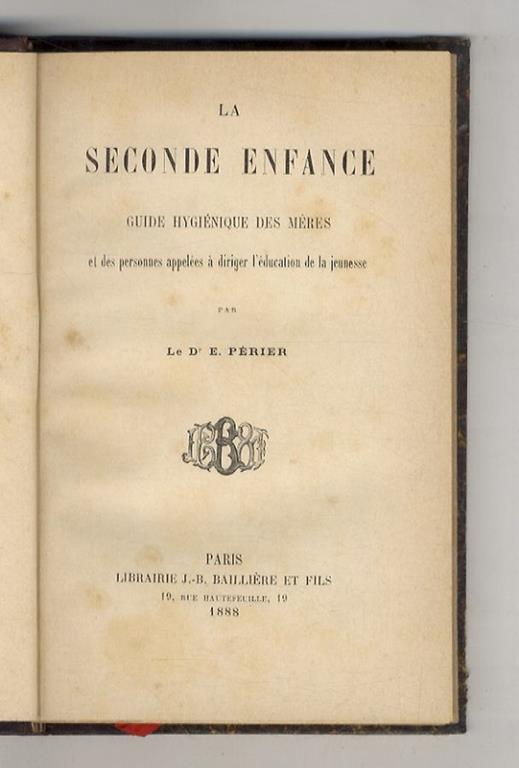 LA
SECONDE ENFANCE
GUIDE HYGIÉNIQUE DES MÈRES
et des personnes appelées à diriger l'éducation de la jeunesse
PAR
Le Dr E. PÉRIER
PARIS
LIBRAIRIE J.-B. BAILLIÈRE ET FILS
19, RUE HAUTEFEUILLE, 19
1888